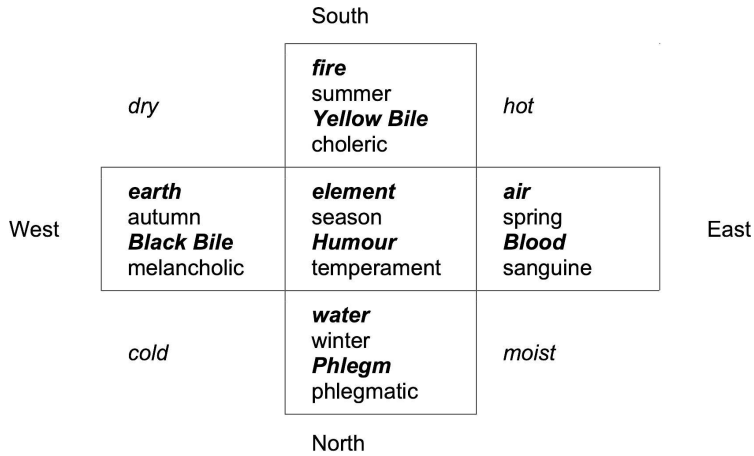 South
fire
summer
Yellow Bile
choleric
dry
hot
West
earth
autumn
Black Bile
melancholic
element
season
Humour
temperament
air
spring
Blood
sanguine
East
water
winter
Phlegm
phlegmatic
cold
moist
North